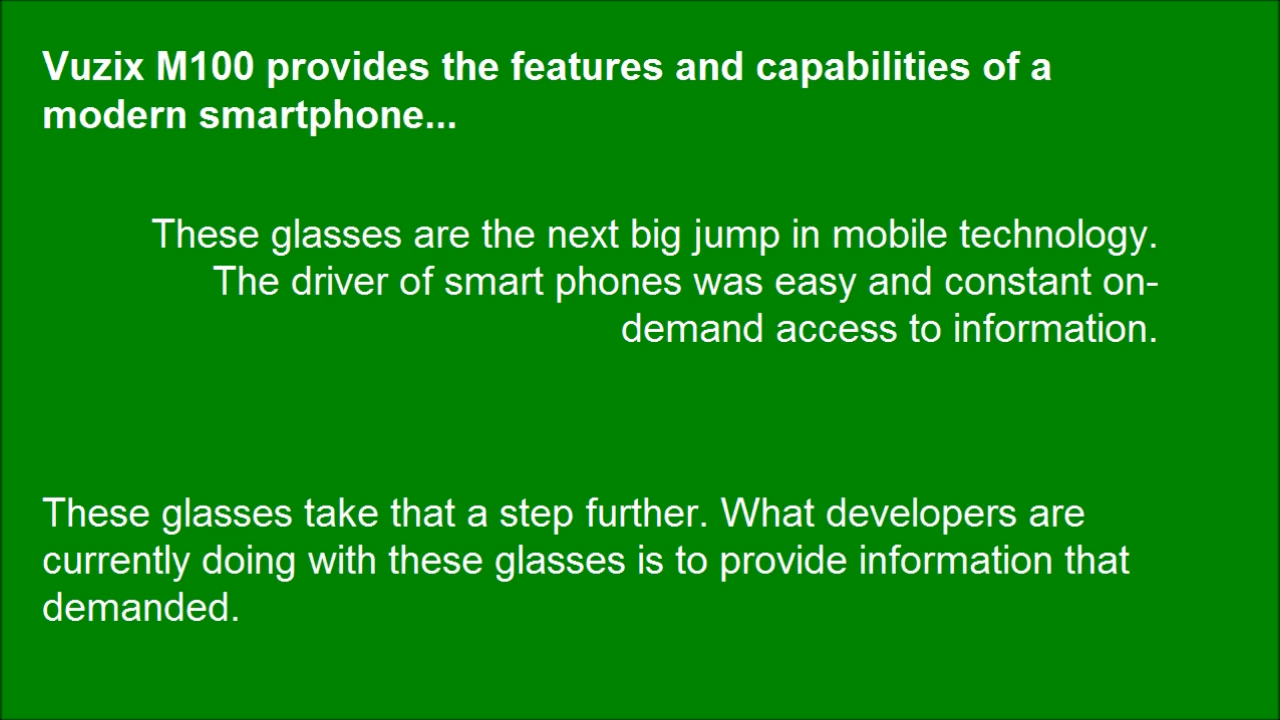 Vuzix M100 provides the features and capabilities of a
modern smartphone...
These glasses are the next big jump in mobile technology.
The driver of smart phones was easy and constant on-
demand access to information.
These glasses take that a step further. What developers are
currently doing with these glasses is to provide information that
demanded.